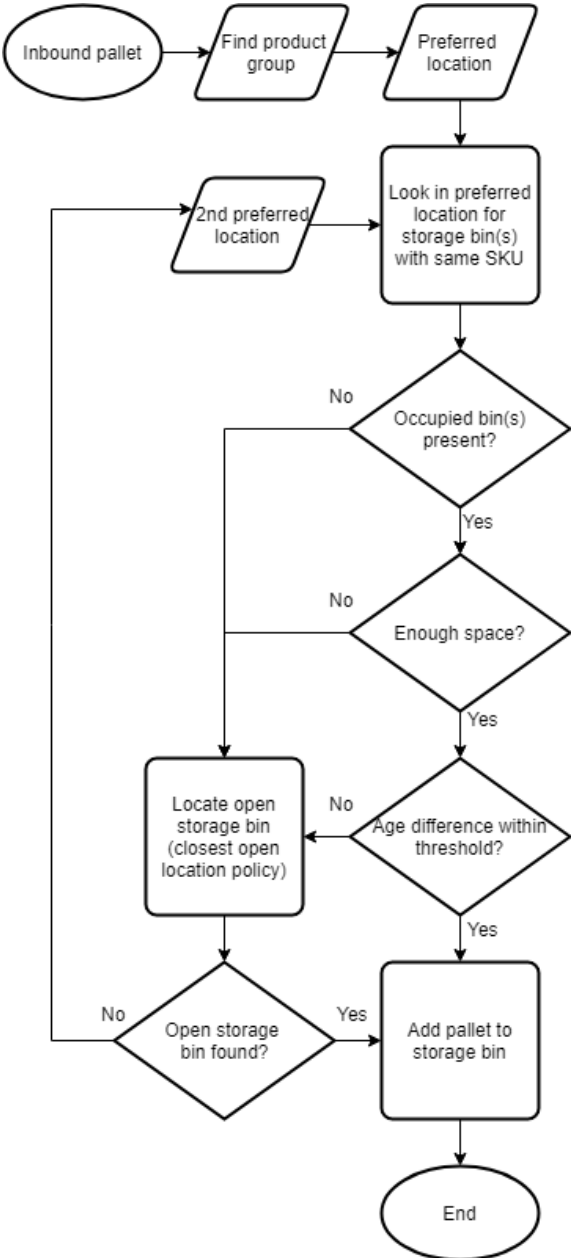 Inbound pallet
Find product
group
Preferred
location
2nd preferred
location
Look in preferred
location for
storage bin(s)
with same SKU
No
Occupied bin(s)
present?
Yes
No
Enough space?
Yes
Locate open
storage bin
(closest open
location policy)
No
Age difference within
threshold?
Yes
No
Open storage
bin found?
Yes
Add pallet to
storage bin
End